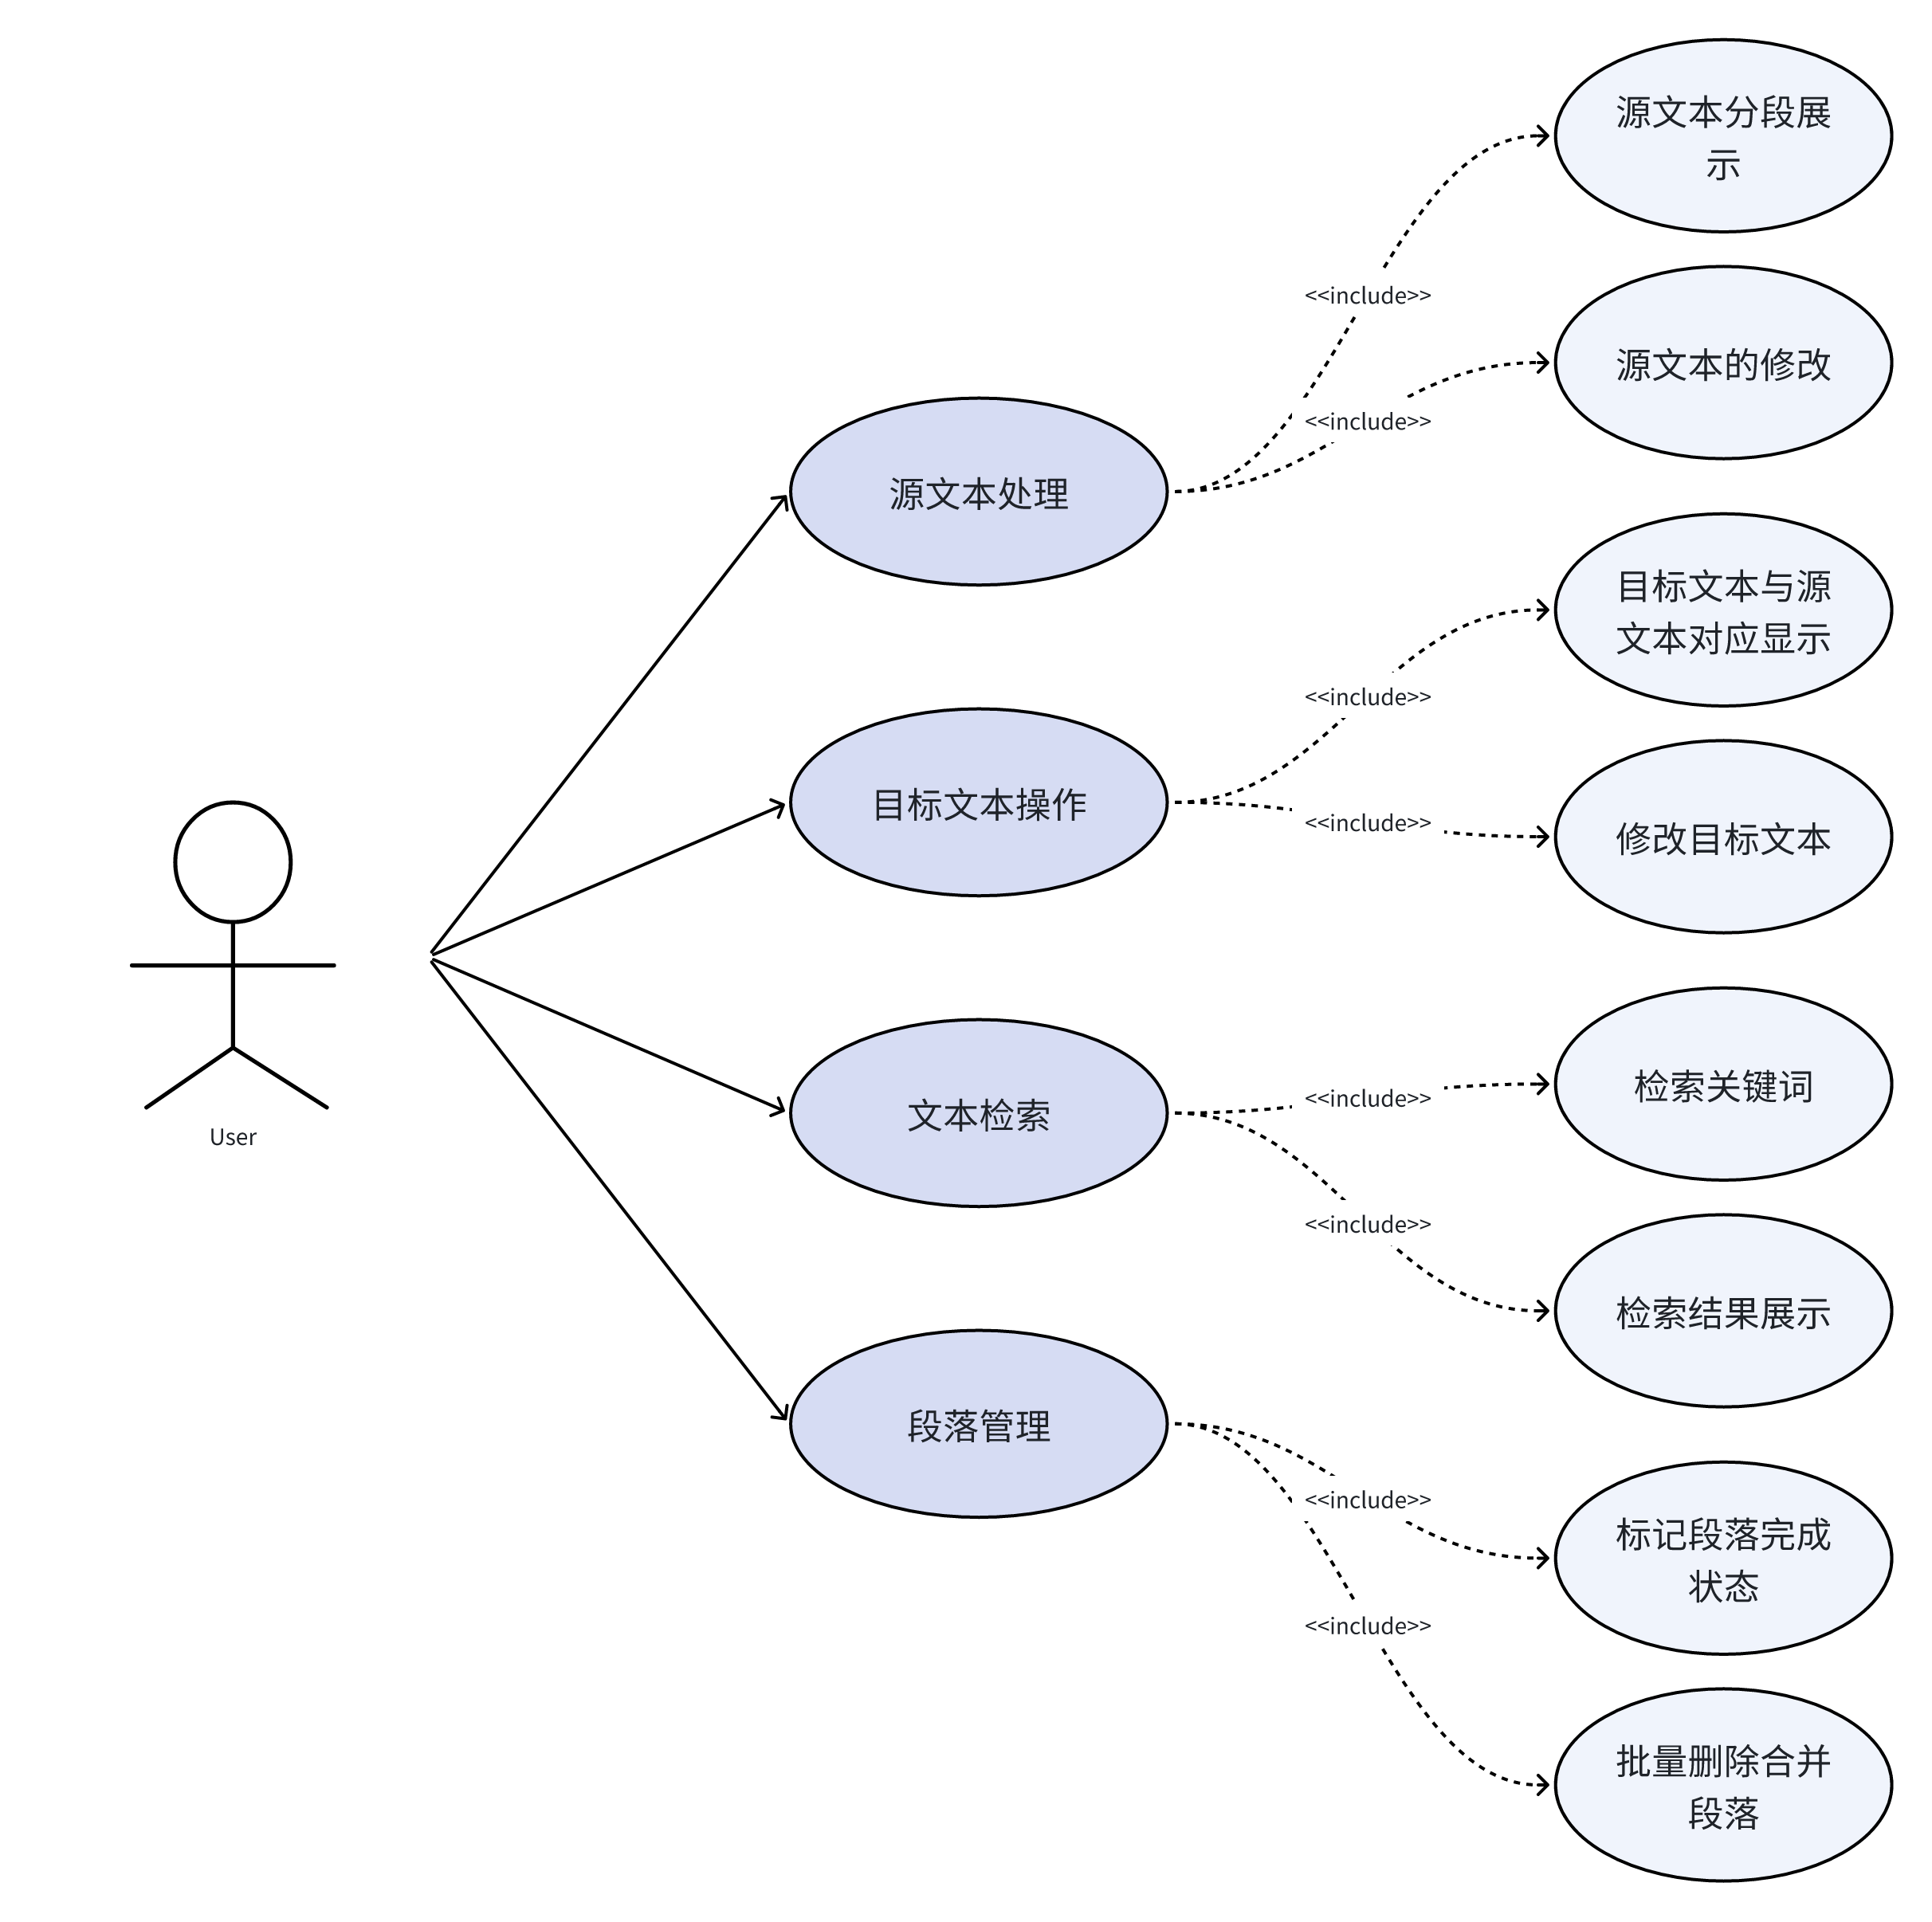 源文本分段展
示
<<include>>
源文本的修改
<<include>>
源文本处理
目标文本与源
文本对应显示
<<include>>
目标文本操作
<<include>>
修改目标文本
User
检索关键词
<<include>>
文本检索
<<include>>
检索结果展示
段落管理
<<include>>
标记段落完成
状态
<<include>>
批量删除合并
段落